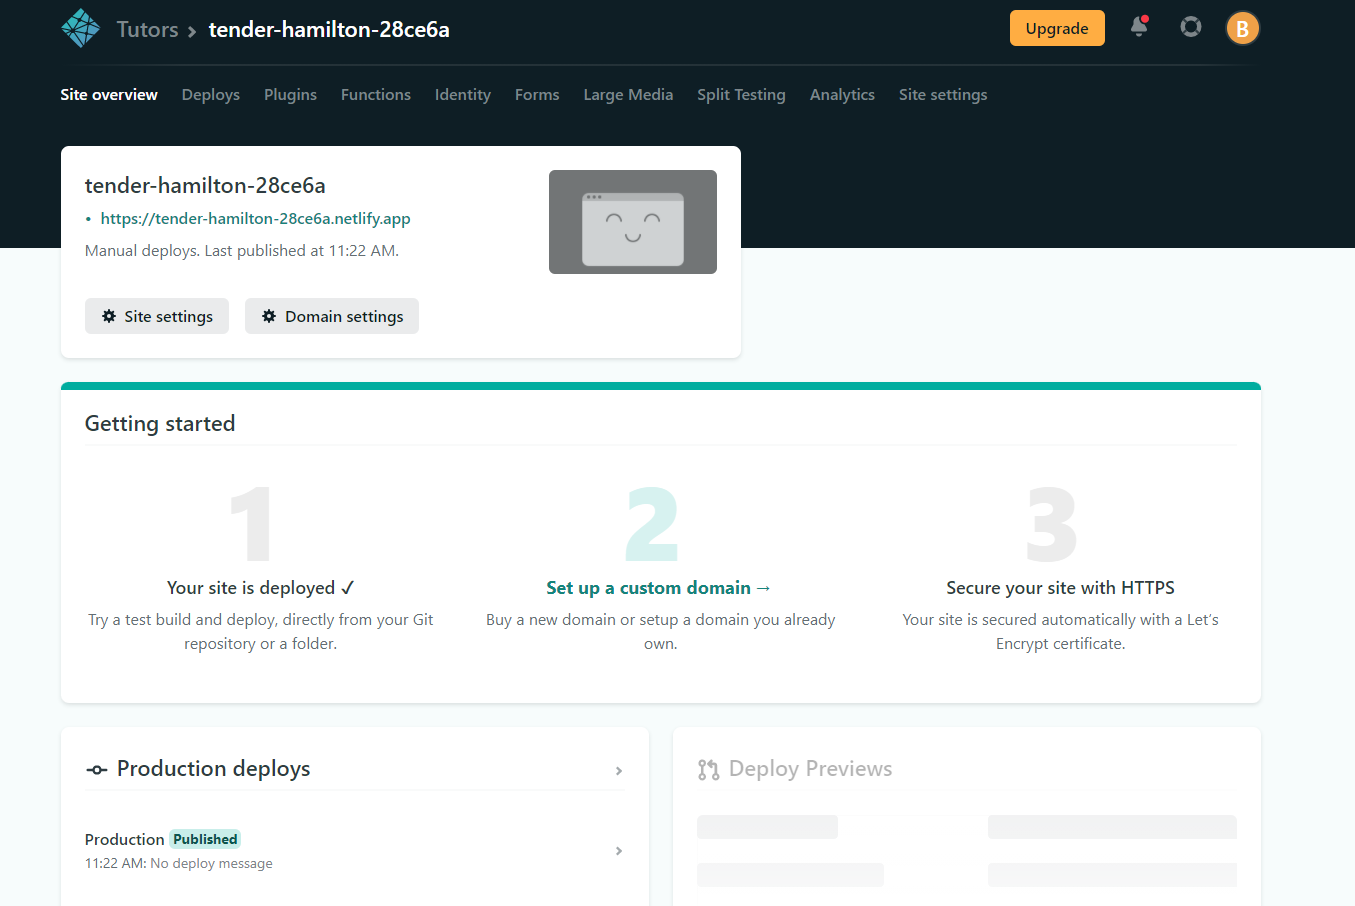 Tutors > tender-hamilton-28ce6a
Upgrade
B
Site overview Deploys Plugins Functions Identity Forms Large Media Split Testing Analytics Site settings
tender-hamilton-28ce6a
• https://tender-hamilton-28ce6a.netlify.app
Manual deploys. Last published at 11:22 AM.
Site settings Domain settings
Getting started
1
Your site is deployed ✓
Try a test build and deploy, directly from your Git
repository or a folder.
2
Set up a custom domain →
Buy a new domain or setup a domain you already
own.
3
Secure your site with HTTPS
Your site is secured automatically with a Let’s
Encrypt certificate.
Production deploys
Production Published
11:22 AM: No deploy message
Deploy Previews